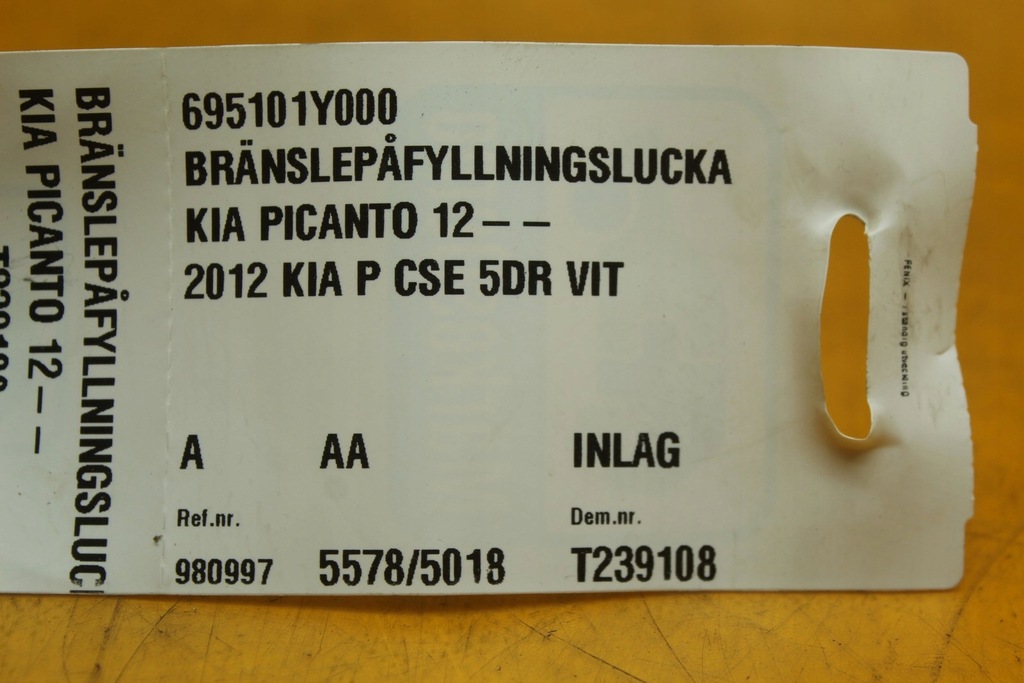 695101Y000
BRÄNSLEPÅFYLLNINGSLUCKA
KIA PICANTO 12 – –
2012 KIA P CSE 5DR VIT
A AA INLAG
Ref.nr. Dem.nr.
980997 5578/5018 T239108
BRÄNSLEPÅFYLLNINGSLUC
KIA PICANTO 12 – –
FENIX –